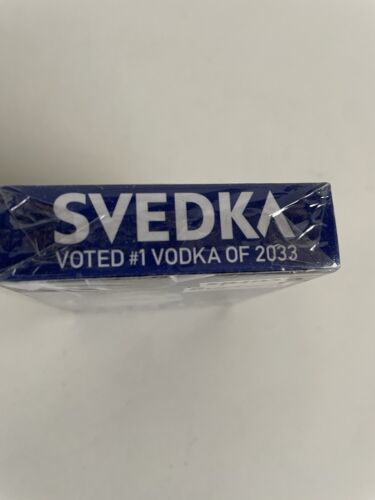 SVEDKA
VOTED #1 VODKA OF 2033